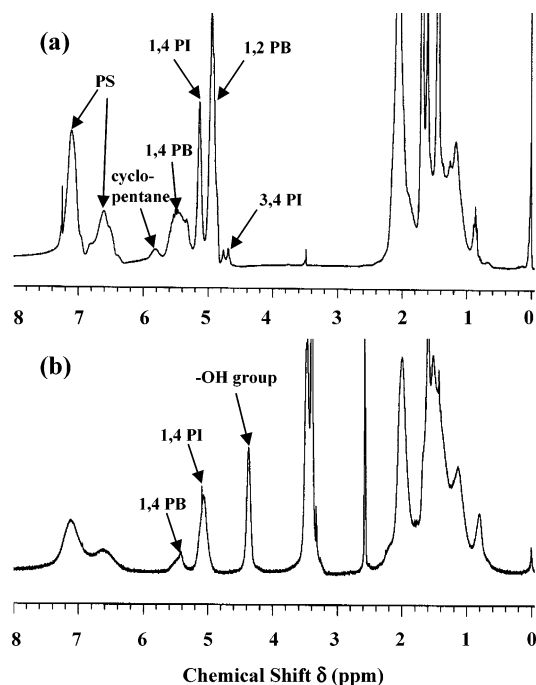 (a)
1,4 PI
1,2 PB
PS
1,4 PB
cyclo-
pentane
3,4 PI
8 7 6 5 4 3 2 1 0
(b)
-OH group
1,4 PI
1,4 PB
8 7 6 5 4 3 2 1 0
Chemical Shift δ (ppm)